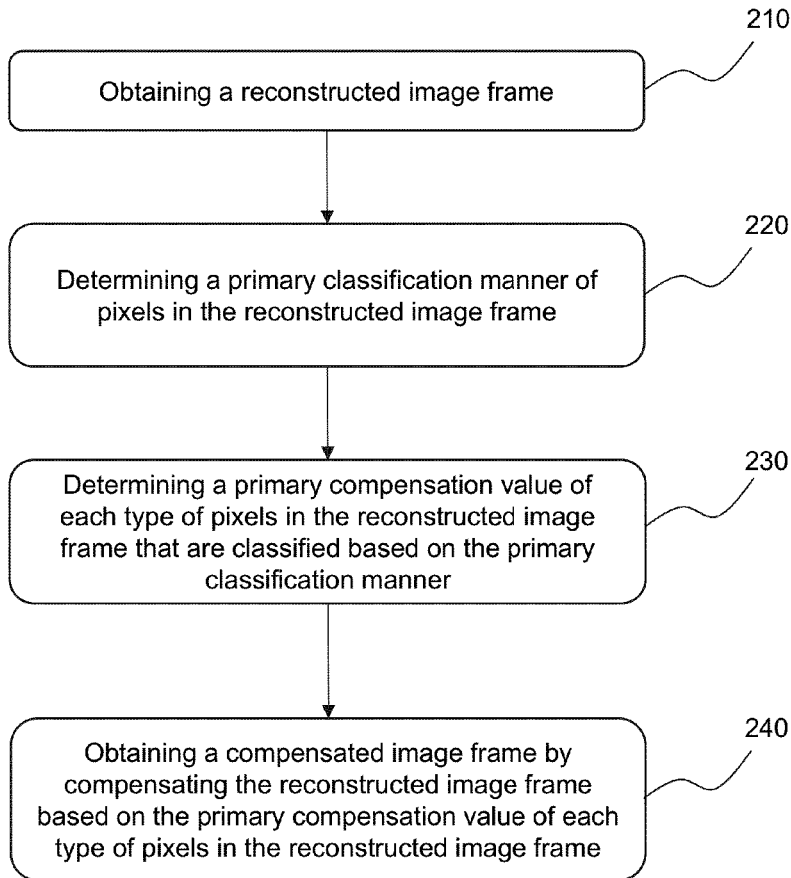 210
Obtaining a reconstructed image frame
220
Determining a primary classification manner of
pixels in the reconstructed image frame
230
Determining a primary compensation value of
each type of pixels in the reconstructed image
frame that are classified based on the primary
classification manner
240
Obtaining a compensated image frame by
compensating the reconstructed image frame
based on the primary compensation value of each
type of pixels in the reconstructed image frame